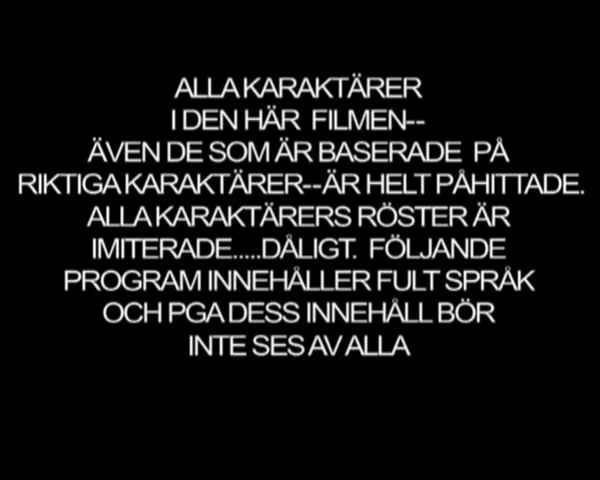 ALLA KARAKTÄRER
I DEN HÄR FILMEN--
ÄVEN DE SOM ÄR BASERADE PÅ
RIKTIGA KARAKTÄRER--ÄR HELT PÅHITTADE.
ALLA KARAKTÄRERS RÖSTER ÄR
IMITERADE.....DÅLIGT. FÖLJANDE
PROGRAM INNEHÅLLER FULT SPRÅK
OCH PGA DESS INNEHÅLL BÖR
INTE SES AV ALLA